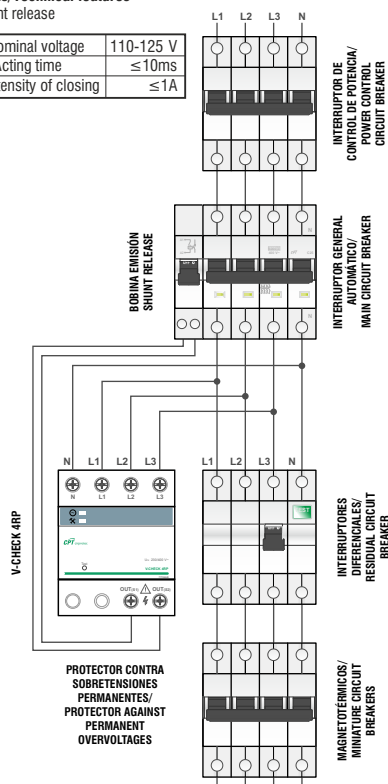 nt release
ominal voltage 110-125 V
Acting time ≤10ms
tensity of closing ≤1A
L1 L2 L3 N
INTERRUPTOR DE
CONTROL DE POTENCIA/
POWER CONTROL
CIRCUIT BREAKER
BOBINA EMISIÓN
SHUNT RELEASE
N
INTERRUPTOR GENERAL
AUTOMÁTICO/
MAIN CIRCUIT BREAKER
N
N L1 L2 L3
N L1 L2 L3
CPT
V-CHECK 4RP
OUT OUT
V-CHECK 4RP
L1 L2 L3 N
INTERRUPTORES
DIFERENCIALES/
RESIDUAL CIRCUIT
BREAKER
PROTECTOR CONTRA
SOBRETENSIONES
PERMANENTES/
PROTECTOR AGAINST
PERMANENT
OVERVOLTAGES
MAGNETOTÉRMICOS/
MINIATURE CIRCUIT
BREAKERS